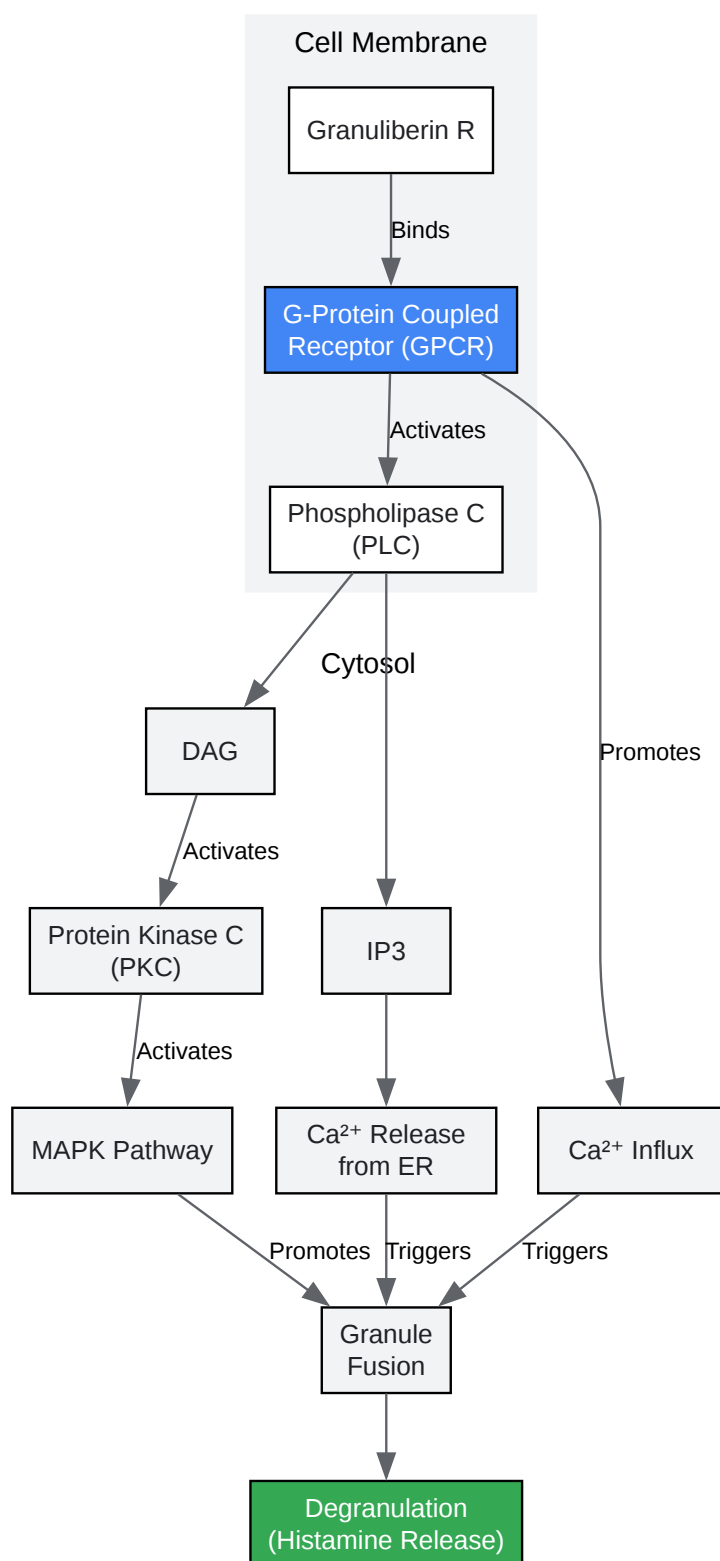 Cell Membrane
Granuliberin R
Binds
G-Protein Coupled
Receptor (GPCR)
Activates
Phospholipase C
(PLC)
Cytosol
DAG
Promotes
Activates
Protein Kinase C
(PKC)
IP3
Activates
MAPK Pathway
Ca²⁺ Release
from ER
Ca²⁺ Influx
Promotes
Triggers
Triggers
Granule
Fusion
Degranulation
(Histamine Release)